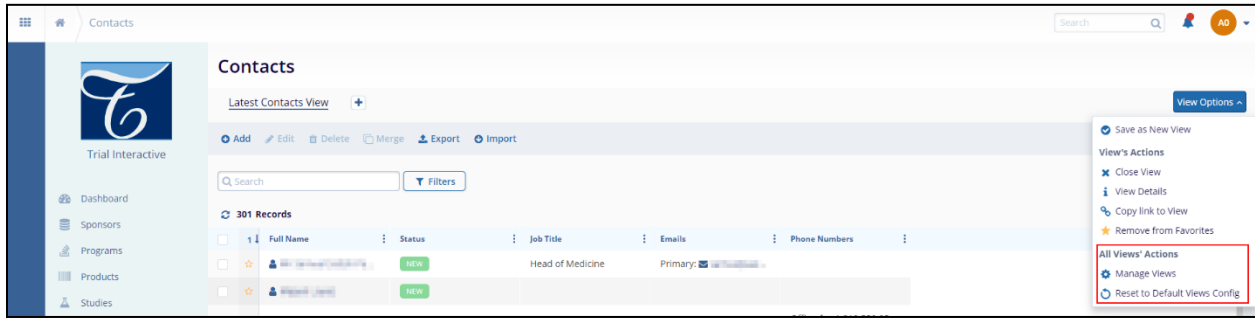 Contacts
Search
AO
Contacts
Latest Contacts View
View Options
Add Edit Delete Merge Export Import
Save as New View
View's Actions
Close View
View Details
Copy link to View
Remove from Favorites
All Views' Actions
Manage Views
Reset to Default Views Config
Trial Interactive
Dashboard
Sponsors
Programs
Products
Studies
Search
Filters
301 Records
1 Full Name Status Job Title Emails Phone Numbers
NEW Head of Medicine Primary:
NEW